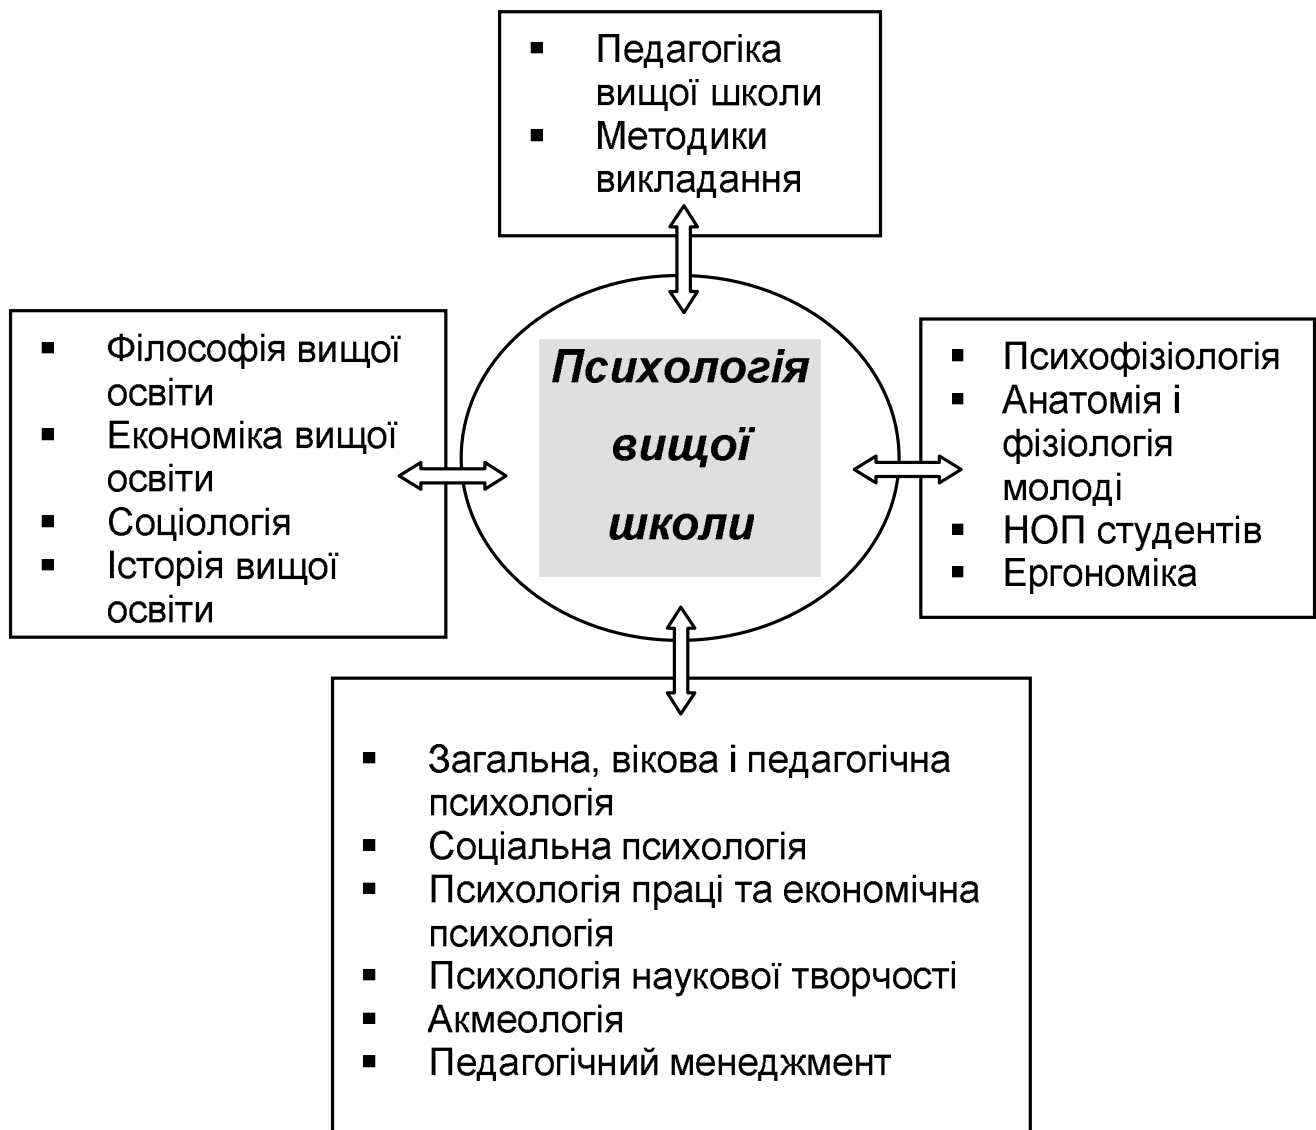 ▪ Педагогіка
вищої школи
▪ Методики
викладання
▪ Філософія вищої
освіти
▪ Економіка вищої
освіти
▪ Соціологія
▪ Історія вищої
освіти
Психологія
вищої
школи
▪ Психофізіологія
▪ Анатомія і
фізіологія
молоді
▪ НОП студентів
▪ Ергономіка
▪ Загальна, вікова і педагогічна
психологія
▪ Соціальна психологія
▪ Психологія праці та економічна
психологія
▪ Психологія наукової творчості
▪ Акмеологія
▪ Педагогічний менеджмент